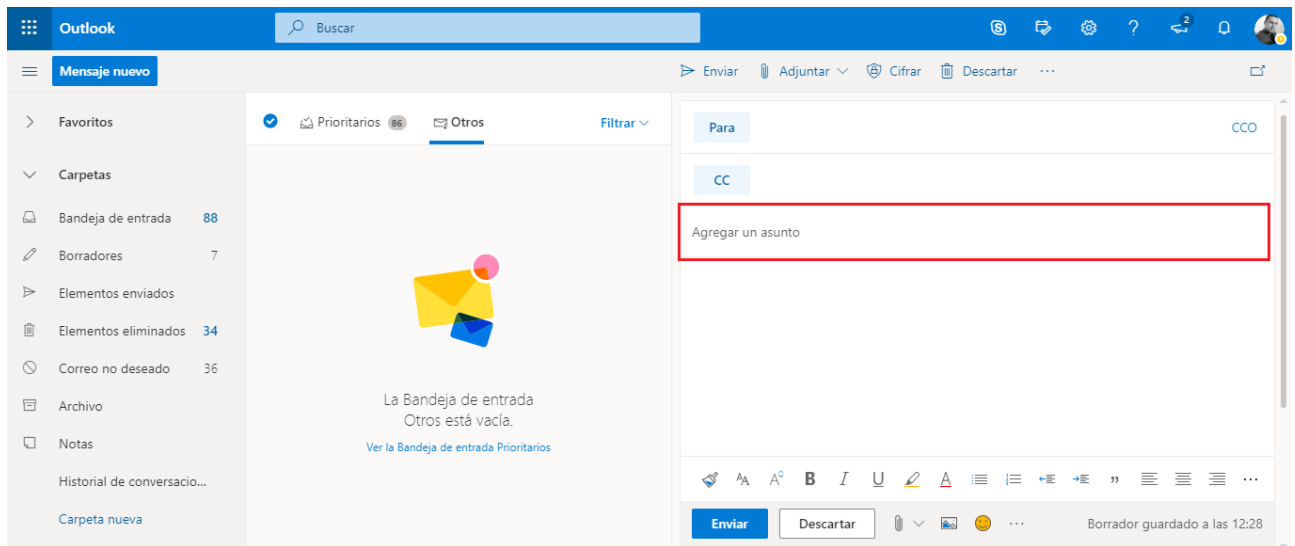 Outlook
Buscar
2
Mensaje nuevo
Enviar
Adjuntar
Cifrar
Descartar
Favoritos
Carpetas
Bandeja de entrada 88
Borradores 7
Elementos enviados
Elementos eliminados 34
Correo no deseado 36
Archivo
Notas
Historial de conversacio...
Carpeta nueva
Prioritarios 86
Otros
Filtrar
La Bandeja de entrada
Otros está vacía.
Ver la Bandeja de entrada Prioritarios
Para
CCO
CC
Agregar un asunto
Enviar
Descartar
Borrador guardado a las 12:28